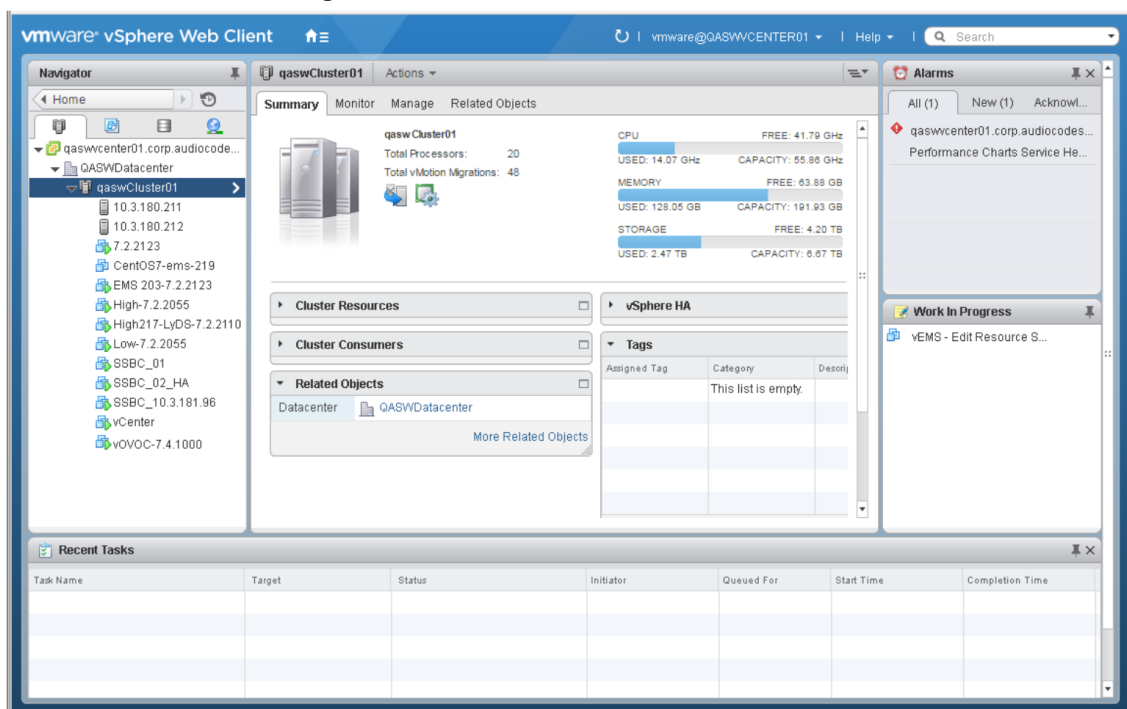 vmware® vSphere Web Client
vmware@QASWVCENTER01
Help
Search
Navigator
Home
qaswvcenter01.corp.audiocode...
QASWDatacenter
qaswCluster01
10.3.180.211
10.3.180.212
7.2.2123
CentOS7-ems-219
EMS 203-7.2.2123
High-7.2.2055
High217-LyDS-7.2.2110
Low-7.2.2055
SSBC_01
SSBC_02_HA
SSBC_10.3.181.96
vCenter
vOVOC-7.4.1000
qaswCluster01 Actions
Summary Monitor Manage Related Objects
qaswCluster01
Total Processors: 20
Total vMotion Migrations: 48
CPU FREE: 41.79 GHz
USED: 14.07 GHz CAPACITY: 55.86 GHz
MEMORY FREE: 63.88 GB
USED: 128.05 GB CAPACITY: 191.93 GB
STORAGE FREE: 4.20 TB
USED: 2.47 TB CAPACITY: 6.67 TB
Cluster Resources
Cluster Consumers
Related Objects
Datacenter QASWDatacenter
More Related Objects
vSphere HA
Tags
Assigned Tag Category Descrip
This list is empty.
Alarms
All (1) New (1) Acknowl...
qaswvcenter01.corp.audiocodes...
Performance Charts Service He...
Work In Progress
vEMS - Edit Resource S...
Recent Tasks
Task Name Target Status Initiator Queued For Start Time Completion Time